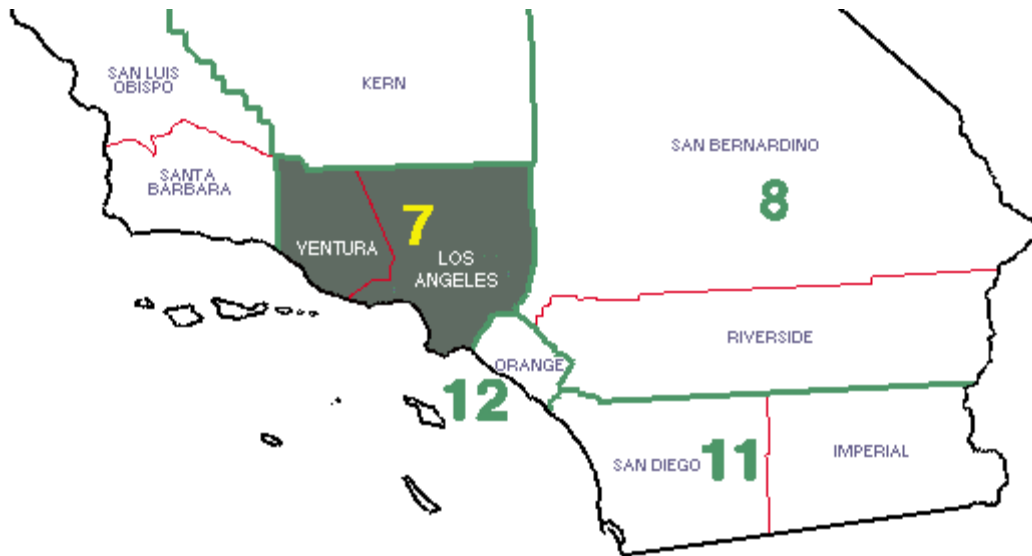 SAN LUIS
OBISPO
KERN
SAN BERNARDINO
8
SANTA
BARBARA
7
VENTURA
LOS
ANGELES
RIVERSIDE
ORANGE
12
SAN DIEGO
11
IMPERIAL